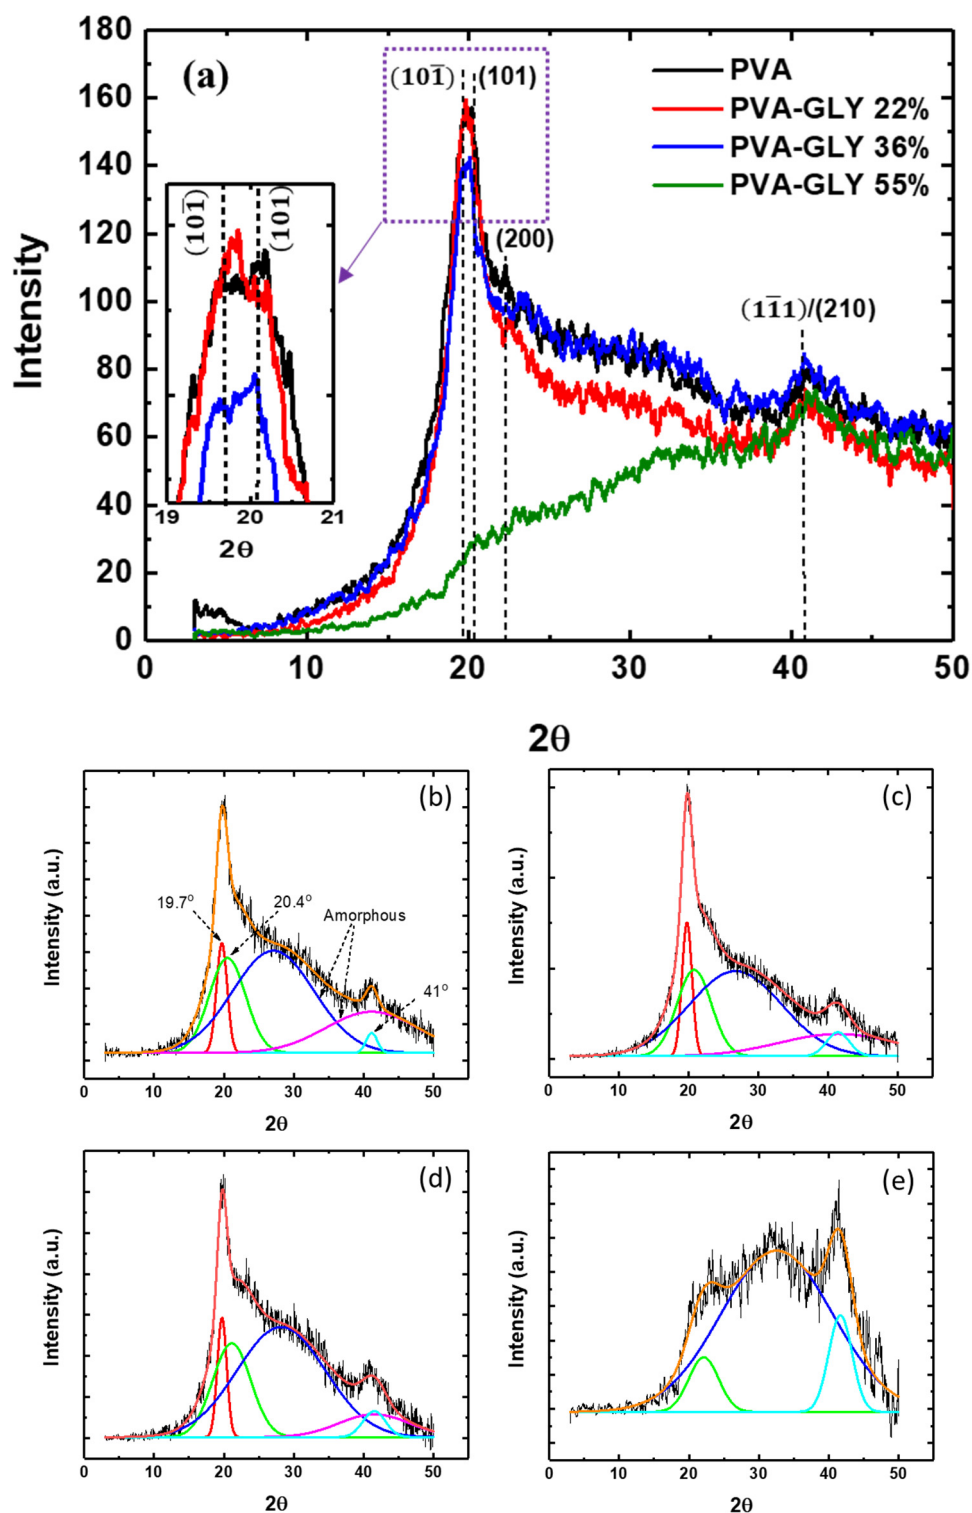 180
160
140
120
100
80
60
40
20
0
Intensity
(a)
(101̅)
(101)
PVA
PVA-GLY 22%
PVA-GLY 36%
PVA-GLY 55%
(200)
(11̅1)/(210)
(101̅)
(101)
19 20 21
2θ
0 10 20 30 40 50
2θ
(b)
Intensity (a.u.)
19.7°
20.4°
Amorphous
41°
0 10 20 30 40 50
2θ
(c)
Intensity (a.u.)
0 10 20 30 40 50
2θ
(d)
Intensity (a.u.)
0 10 20 30 40 50
2θ
(e)
Intensity (a.u.)
0 10 20 30 40 50
2θ